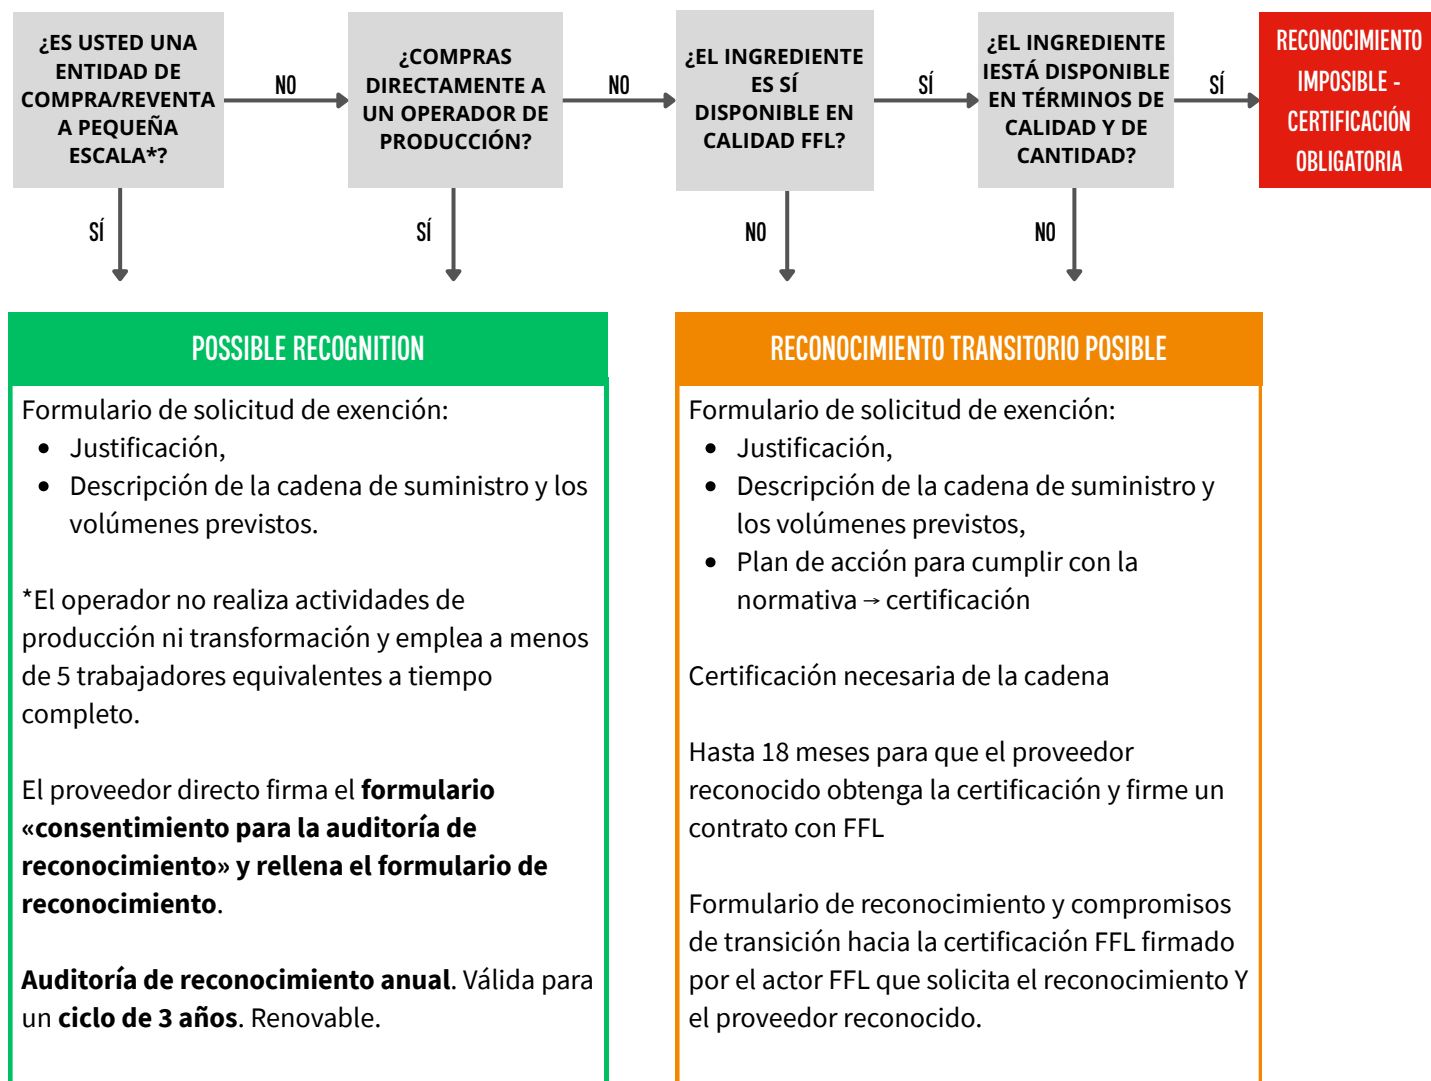 ¿ES USTED UNA
ENTIDAD DE
COMPRA/REVENTA
A PEQUEÑA
ESCALA*?
NO
¿COMPRAS
DIRECTAMENTE A
UN OPERADOR DE
PRODUCCIÓN?
NO
¿EL INGREDIENTE
ES SÍ
DISPONIBLE EN
CALIDAD FFL?
SÍ
¿EL INGREDIENTE
IESTÁ DISPONIBLE
EN TÉRMINOS DE
CALIDAD Y DE
CANTIDAD?
SÍ
RECONOCIMIENTO
IMPOSIBLE -
CERTIFICACIÓN
OBLIGATORIA
SÍ
SÍ
NO
NO
POSSIBLE RECOGNITION
Formulario de solicitud de exención:
• Justificación,
• Descripción de la cadena de suministro y los
volúmenes previstos.
*El operador no realiza actividades de
producción ni transformación y emplea a menos
de 5 trabajadores equivalentes a tiempo
completo.
El proveedor directo firma el formulario
«consentimiento para la auditoría de
reconocimiento» y rellena el formulario de
reconocimiento.
Auditoría de reconocimiento anual. Válida para
un ciclo de 3 años. Renovable.
RECONOCIMIENTO TRANSITORIO POSIBLE
Formulario de solicitud de exención:
• Justificación,
• Descripción de la cadena de suministro y
los volúmenes previstos,
• Plan de acción para cumplir con la
normativa → certificación
Certificación necesaria de la cadena
Hasta 18 meses para que el proveedor
reconocido obtenga la certificación y firme un
contrato con FFL
Formulario de reconocimiento y compromisos
de transición hacia la certificación FFL firmado
por el actor FFL que solicita el reconocimiento Y
el proveedor reconocido.